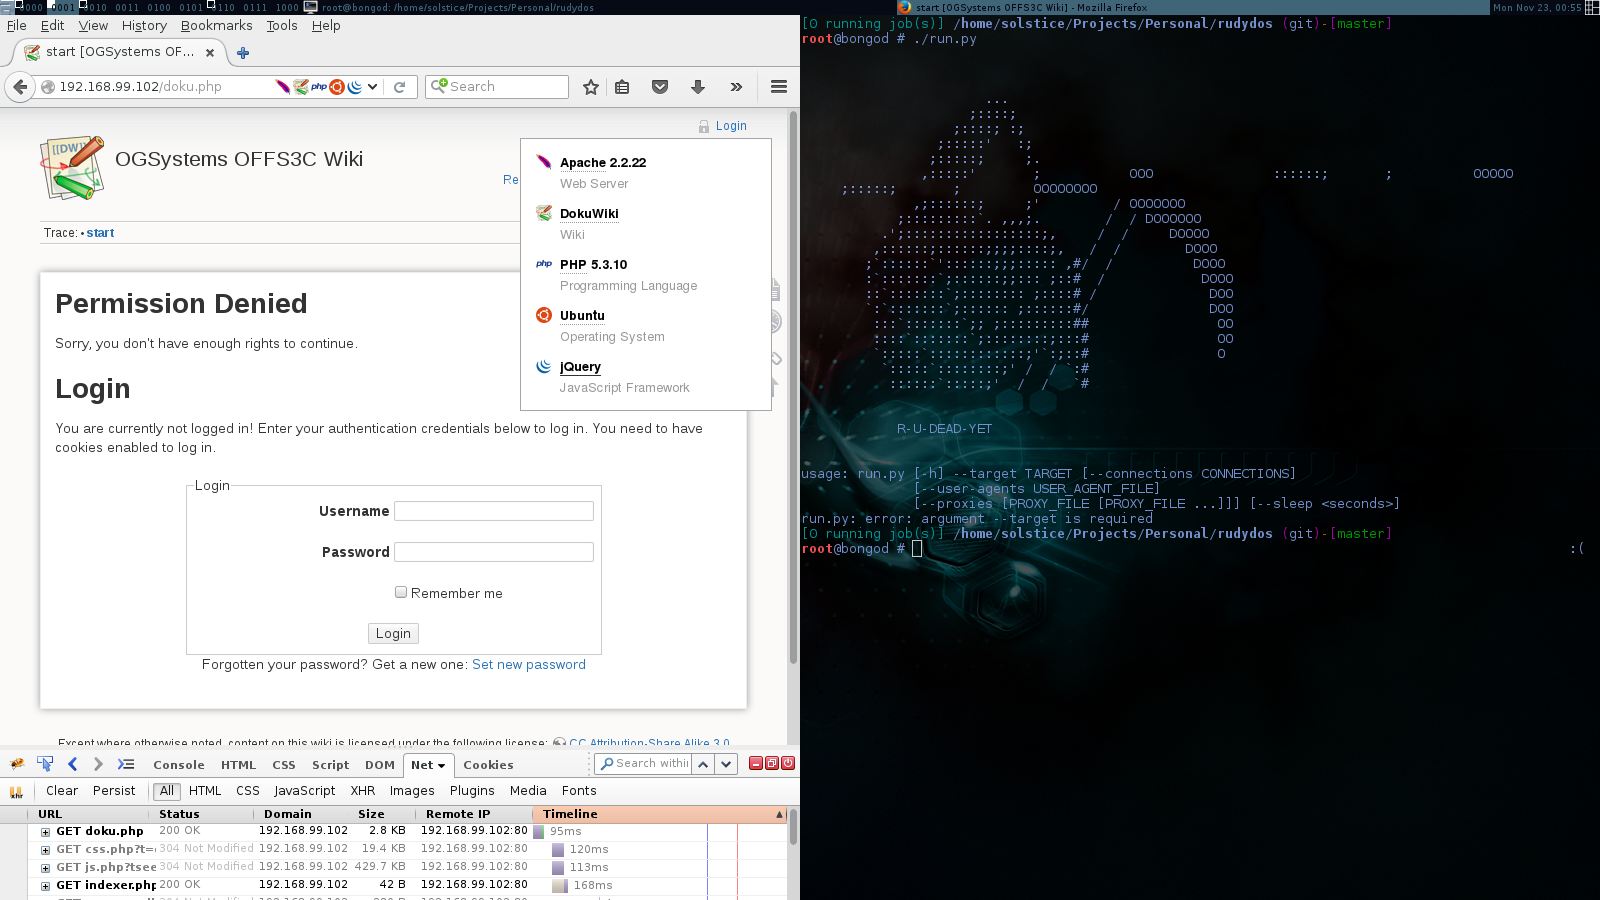 0000 0001 0010 0011 0100 0101 0110 0111 1000 root@bongod: /home/solstice/Projects/Personal/rudydos
start [OGSystems OFFS3C Wiki] - Mozilla Firefox
Mon Nov 23, 00:55
File Edit View History Bookmarks Tools Help
start [OGSystems OF...
192.168.99.102/doku.php
Search
Login
OGSystems OFFS3C Wiki
Re
Trace: • start
Apache 2.2.22
Web Server
DokuWiki
Wiki
php PHP 5.3.10
Programming Language
Ubuntu
Operating System
jQuery
JavaScript Framework
Permission Denied
Sorry, you don't have enough rights to continue.
Login
You are currently not logged in! Enter your authentication credentials below to log in. You need to have
cookies enabled to log in.
Login
Username
Password
Remember me
Login
Forgotten your password? Get a new one: Set new password
Except where otherwise noted, content on this wiki is licensed under the following license: CC Attribution-Share Alike 3.0
Console HTML CSS Script DOM Net Cookies
Search within
Clear Persist All HTML CSS JavaScript XHR Images Plugins Media Fonts
URL Status Domain Size Remote IP Timeline
GET doku.php 200 OK 192.168.99.102 2.8 KB 192.168.99.102:80 95ms
GET css.php?t= 304 Not Modified 192.168.99.102 19.4 KB 192.168.99.102:80 120ms
GET js.php?tsee 304 Not Modified 192.168.99.102 429.7 KB 192.168.99.102:80 113ms
GET indexer.php 200 OK 192.168.99.102 42 B 192.168.99.102:80 168ms
[0 running job(s)] /home/solstice/Projects/Personal/rudydos (git)-[master]
root@bongod # ./run.py
R-U-DEAD-YET
usage: run.py [-h] --target TARGET [--connections CONNECTIONS]
[--user-agents USER_AGENT_FILE]
[--proxies [PROXY_FILE [PROXY_FILE ...]]] [--sleep <seconds>]
run.py: error: argument --target is required
[0 running job(s)] /home/solstice/Projects/Personal/rudydos (git)-[master]
root@bongod # :(